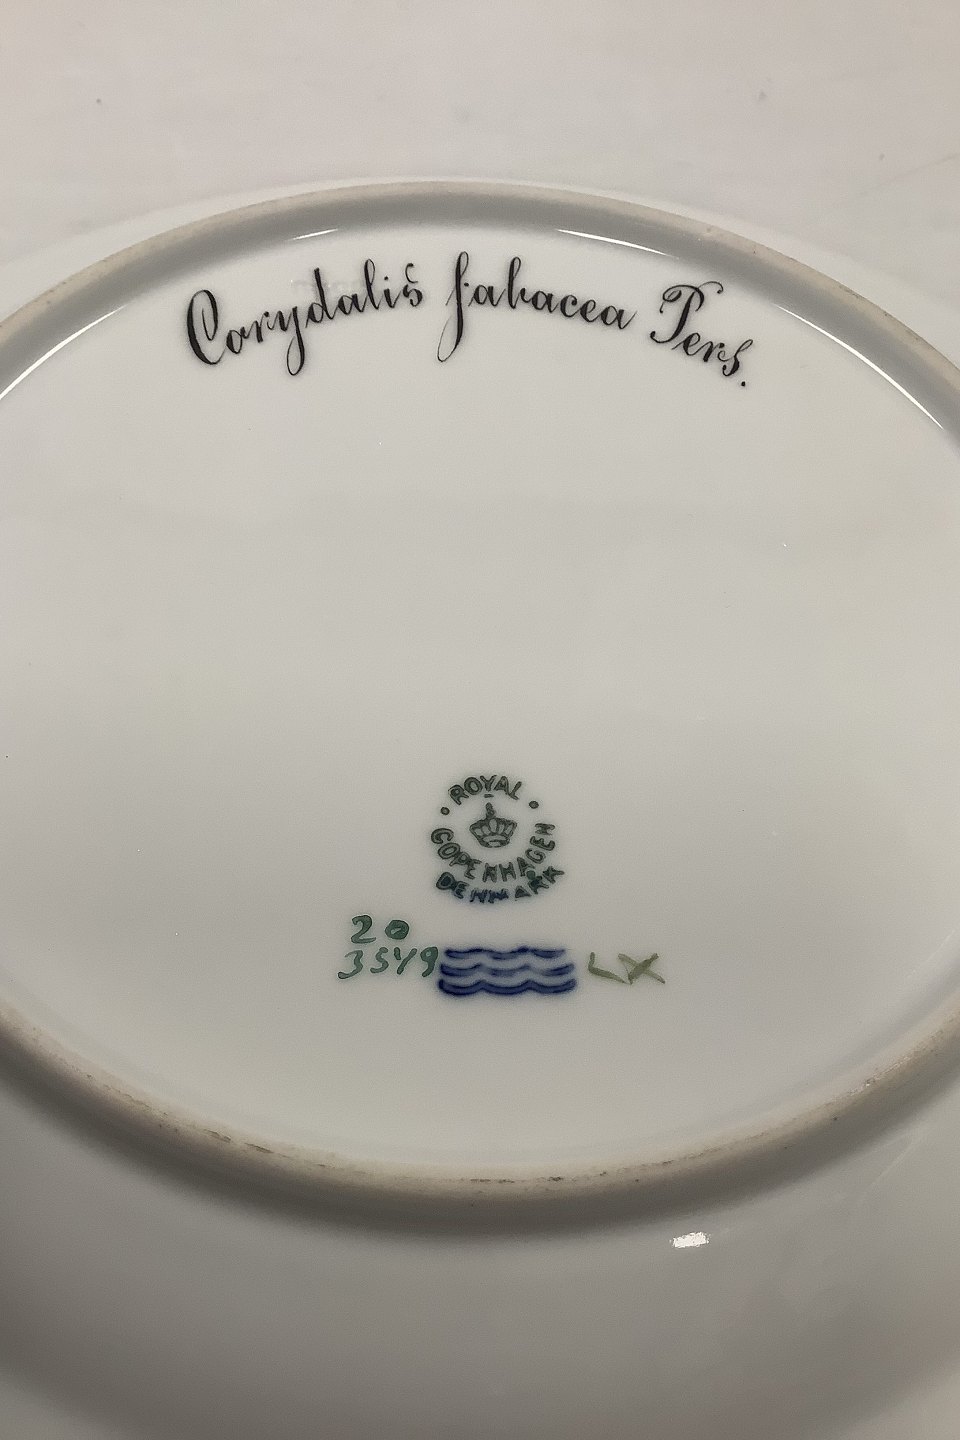 Corydalis fabacea Pers.
ROYAL
COPENHAGEN
DENMARK
20
3549 LX